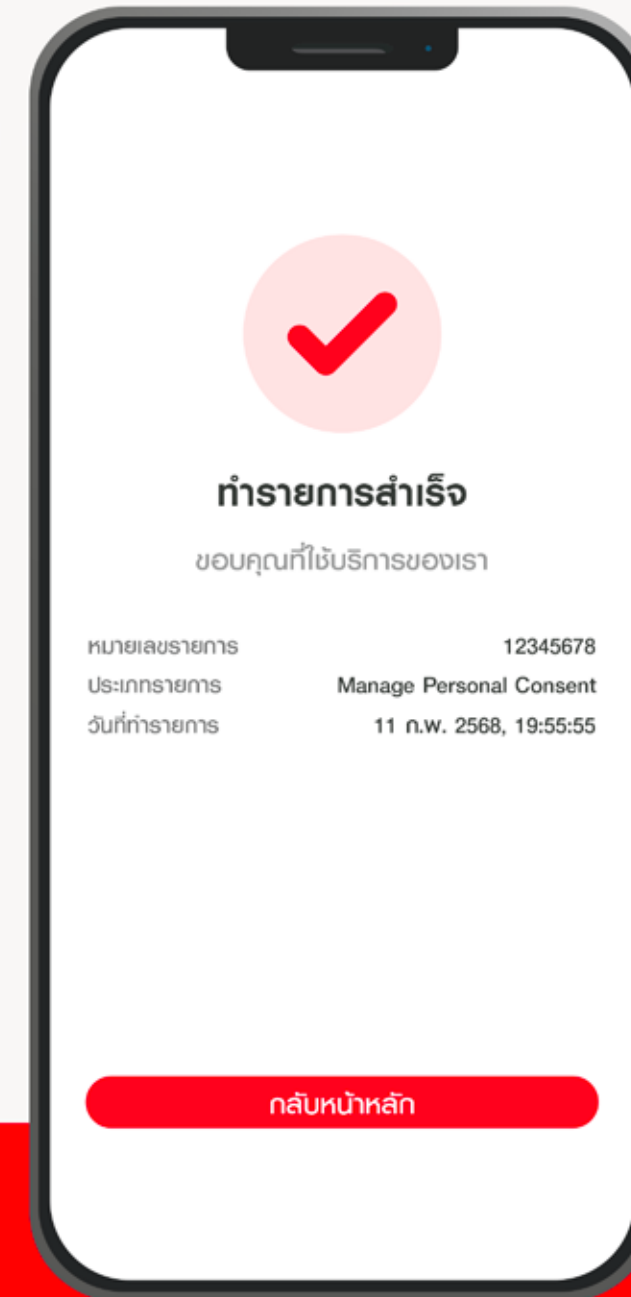 ทำรายการสำเร็จ
ขอบคุณที่ใช้บริการของเรา
หมายเลขรายการ 12345678
ประเภทรายการ Manage Personal Consent
วันที่ทำรายการ 11 ก.พ. 2568, 19:55:55
กลับหน้าหลัก